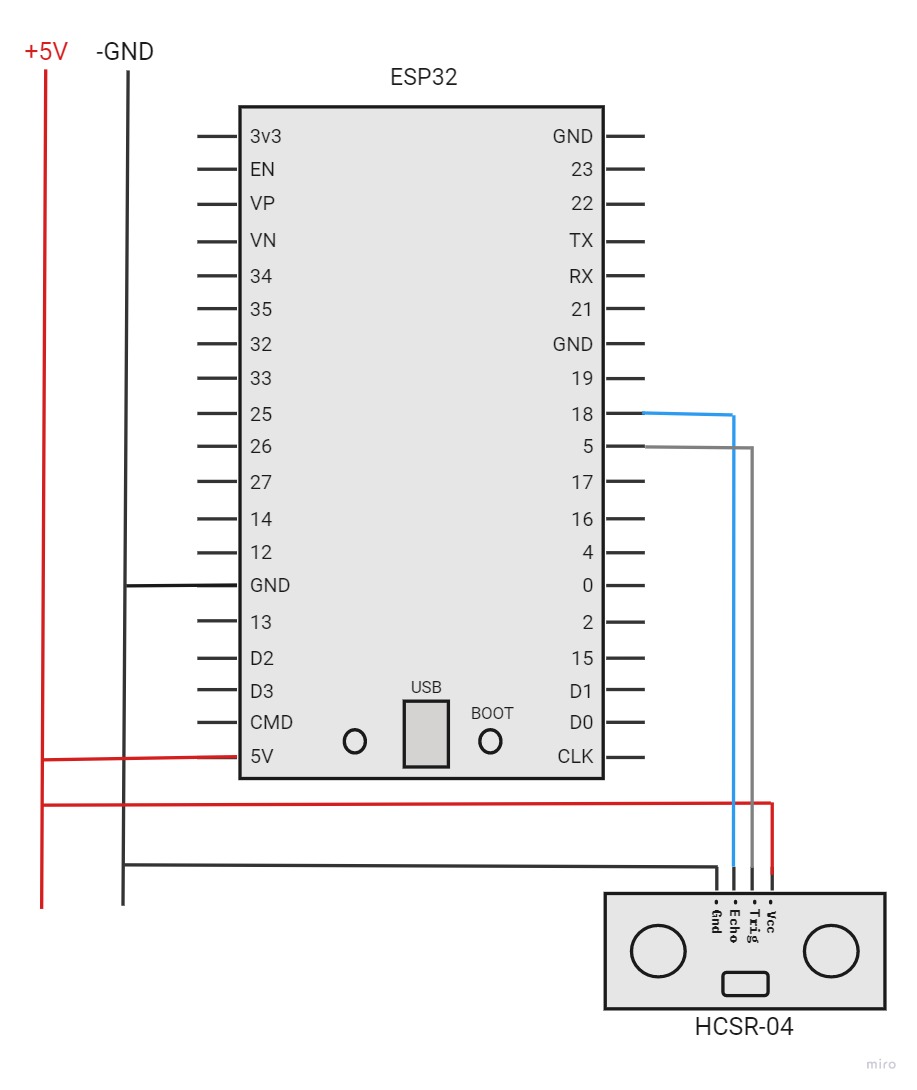 +5V -GND
ESP32
3v3 GND
EN 23
VP 22
VN TX
34 RX
35 21
32 GND
33 19
25 18
26 5
27 17
14 16
12 4
GND 0
13 2
D2 15
USB
D3 D1
BOOT
CMD D0
5V CLK
Gnd
Echo
Trig
Vcc
HCSR-04
miro